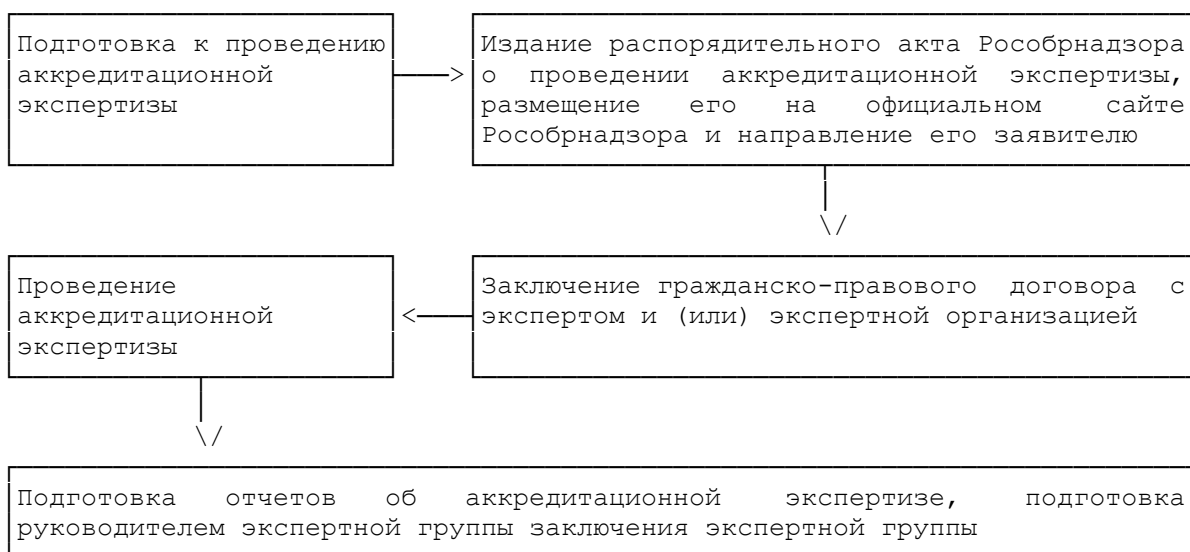 Подготовка к проведению
аккредитационной
экспертизы
Издание распорядительного акта Рособрнадзора
о проведении аккредитационной экспертизы,
размещение его на официальном сайте
Рособрнадзора и направление его заявителю
Заключение гражданско-правового договора с
экспертом и (или) экспертной организацией
Проведение
аккредитационной
экспертизы
Подготовка отчетов об аккредитационной экспертизе, подготовка
руководителем экспертной группы заключения экспертной группы